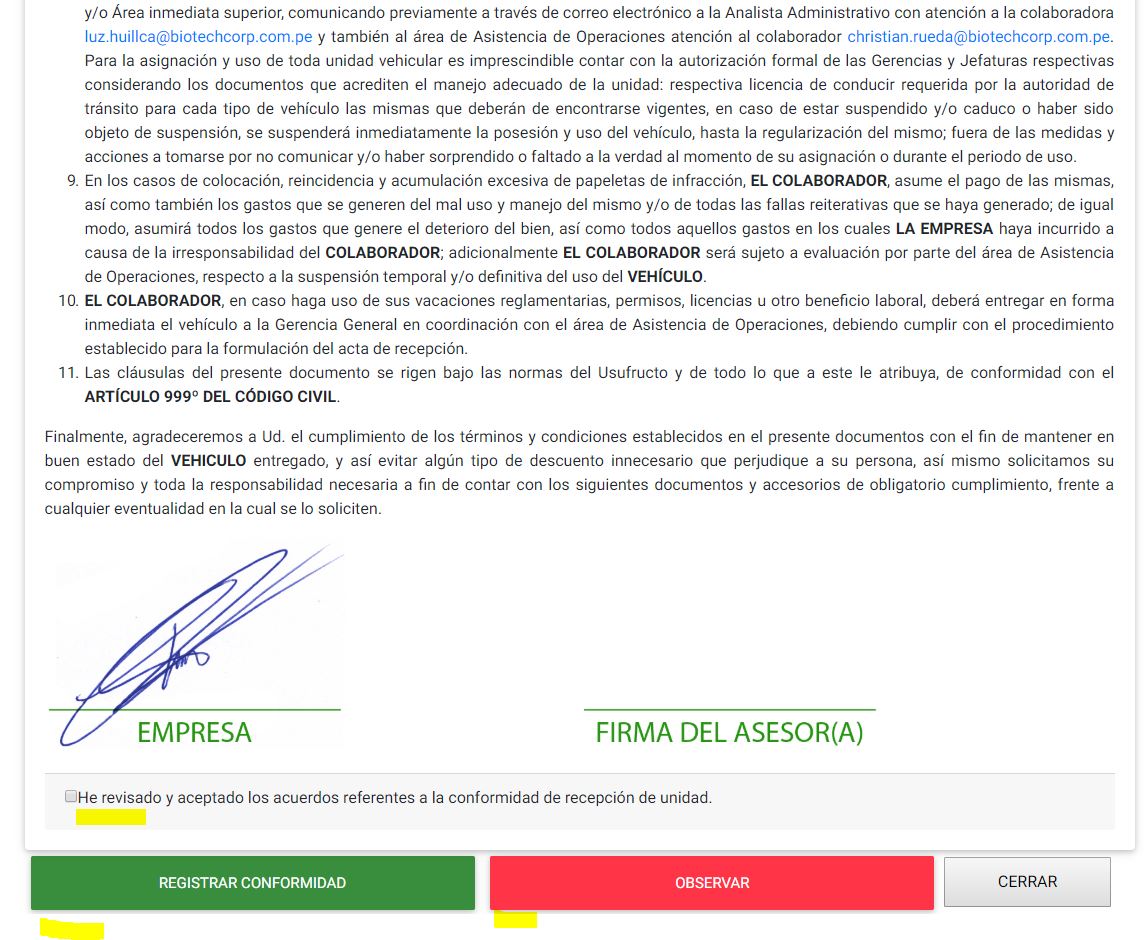 y/o Área inmediata superior, comunicando previamente a través de correo electrónico a la Analista Administrativo con atención a la colaboradora
luz.huillca@biotechcorp.com.pe y también al área de Asistencia de Operaciones atención al colaborador christian.rueda@biotechcorp.com.pe.
Para la asignación y uso de toda unidad vehicular es imprescindible contar con la autorización formal de las Gerencias y Jefaturas respectivas
considerando los documentos que acrediten el manejo adecuado de la unidad: respectiva licencia de conducir requerida por la autoridad de
tránsito para cada tipo de vehículo las mismas que deberán de encontrarse vigentes, en caso de estar suspendido y/o caduco o haber sido
objeto de suspensión, se suspenderá inmediatamente la posesión y uso del vehículo, hasta la regularización del mismo; fuera de las medidas y
acciones a tomarse por no comunicar y/o haber sorprendido o faltado a la verdad al momento de su asignación o durante el periodo de uso.
9. En los casos de colocación, reincidencia y acumulación excesiva de papeletas de infracción, EL COLABORADOR, asume el pago de las mismas,
así como también los gastos que se generen del mal uso y manejo del mismo y/o de todas las fallas reiterativas que se haya generado; de igual
modo, asumirá todos los gastos que genere el deterioro del bien, así como todos aquellos gastos en los cuales LA EMPRESA haya incurrido a
causa de la irresponsabilidad del COLABORADOR; adicionalmente EL COLABORADOR será sujeto a evaluación por parte del área de Asistencia
de Operaciones, respecto a la suspensión temporal y/o definitiva del uso del VEHÍCULO.
10. EL COLABORADOR, en caso haga uso de sus vacaciones reglamentarias, permisos, licencias u otro beneficio laboral, deberá entregar en forma
inmediata el vehículo a la Gerencia General en coordinación con el área de Asistencia de Operaciones, debiendo cumplir con el procedimiento
establecido para la formulación del acta de recepción.
11. Las cláusulas del presente documento se rigen bajo las normas del Usufructo y de todo lo que a este le atribuya, de conformidad con el
ARTÍCULO 999º DEL CÓDIGO CIVIL.
Finalmente, agradeceremos a Ud. el cumplimiento de los términos y condiciones establecidos en el presente documentos con el fin de mantener en
buen estado del VEHICULO entregado, y así evitar algún tipo de descuento innecesario que perjudique a su persona, así mismo solicitamos su
compromiso y toda la responsabilidad necesaria a fin de contar con los siguientes documentos y accesorios de obligatorio cumplimiento, frente a
cualquier eventualidad en la cual se lo soliciten.
EMPRESA
FIRMA DEL ASESOR(A)
He revisado y aceptado los acuerdos referentes a la conformidad de recepción de unidad.
REGISTRAR CONFORMIDAD
OBSERVAR
CERRAR